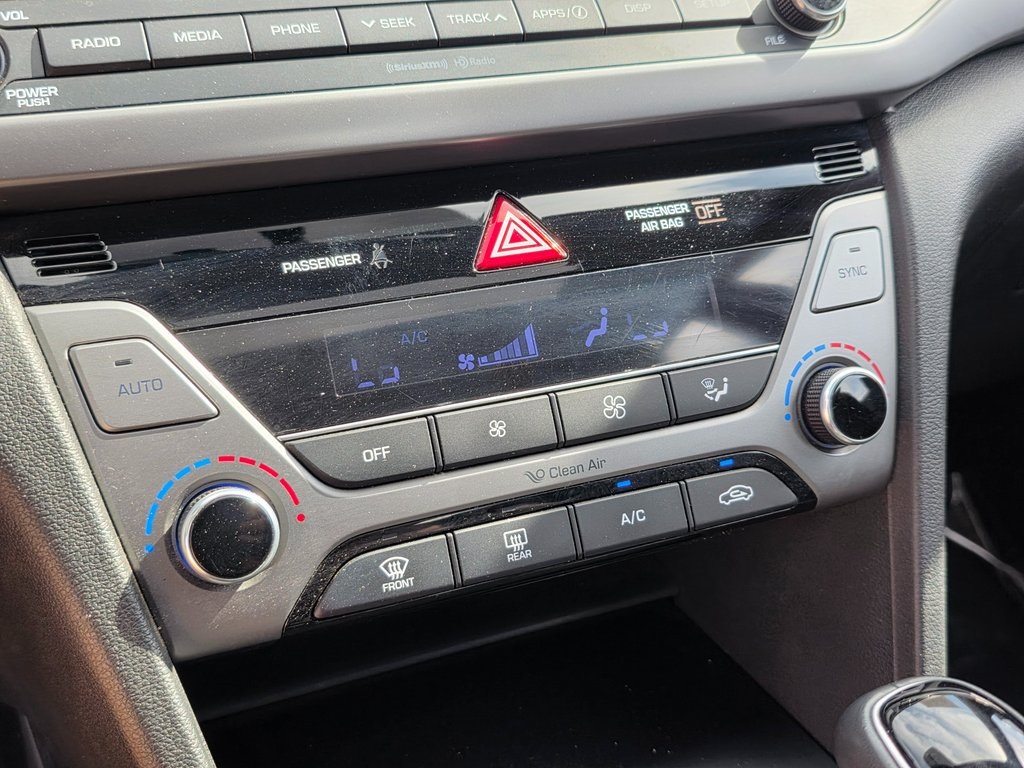 VOL
RADIO MEDIA PHONE SEEK TRACK APPS/i DISP SETUP
SiriusXM HD Radio
FILE
POWER
PUSH
PASSENGER
PASSENGER OFF
AIR BAG
SYNC
A/C
AUTO
OFF
Clean Air
FRONT
REAR
A/C